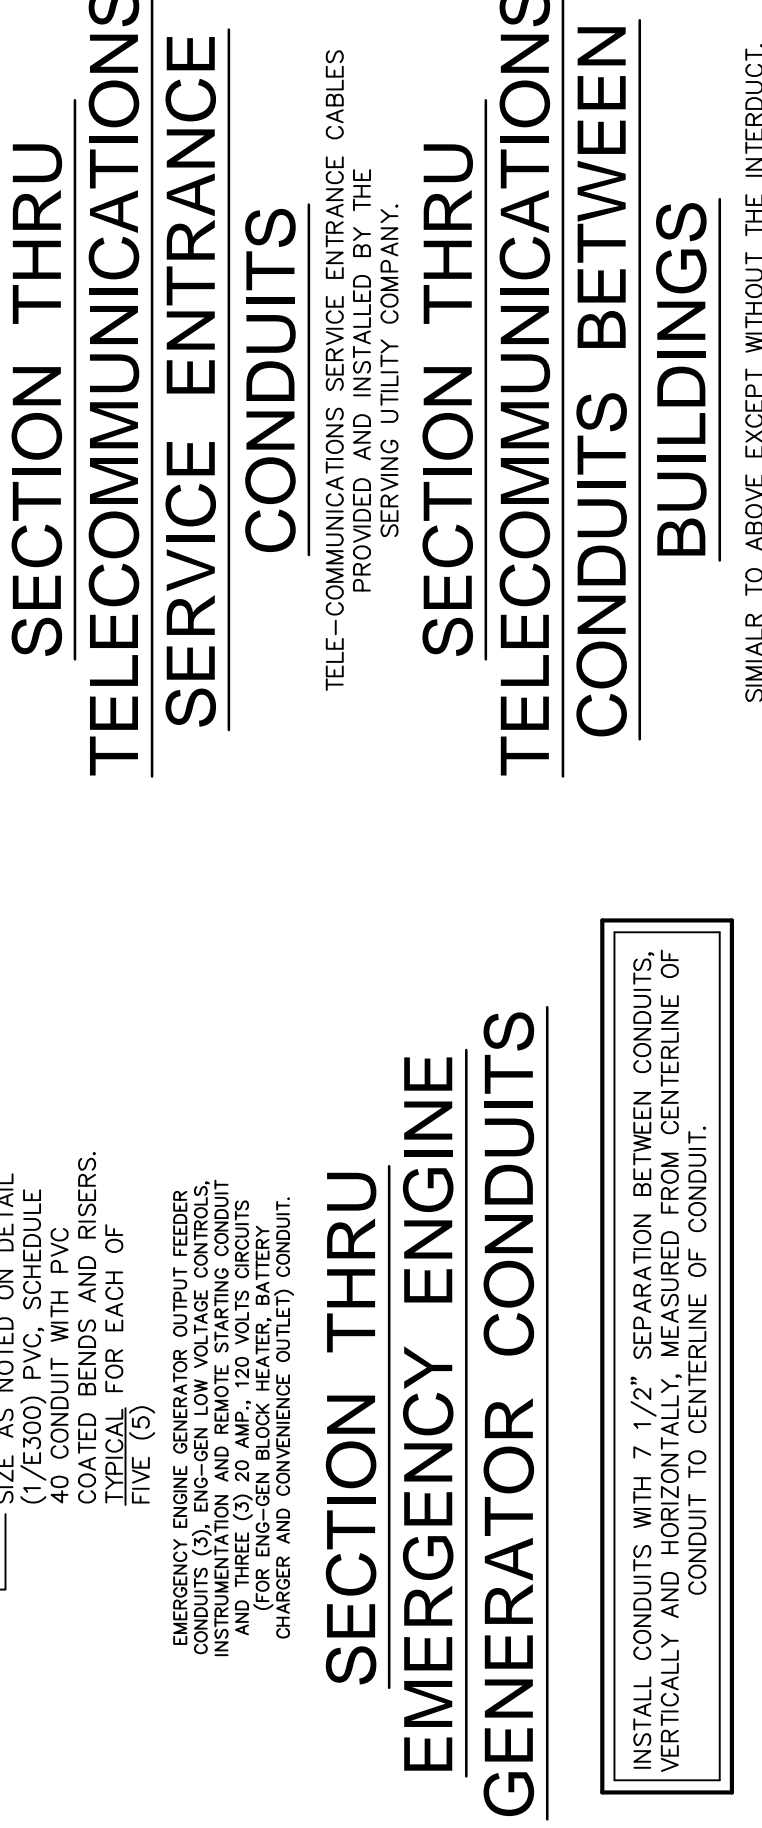 SIZE AS NOTED ON DETAIL
(1/E300) PVC, SCHEDULE
40 CONDUIT WITH PVC
COATED BENDS AND RISERS.
TYPICAL FOR EACH OF
FIVE (5)
EMERGENCY ENGINE GENERATOR OUTPUT FEEDER
CONDUITS (3), ENG-GEN LOW VOLTAGE CONTROLS,
INSTRUMENTATION AND REMOTE STARTING CONDUIT
AND THREE (3) 20 AMP., 120 VOLTS CIRCUITS
(FOR ENG-GEN BLOCK HEATER, BATTERY
CHARGER AND CONVENIENCE OUTLET) CONDUIT.
SECTION THRU
EMERGENCY ENGINE
GENERATOR CONDUITS
INSTALL CONDUITS WITH 7 1/2" SEPARATION BETWEEN CONDUITS,
VERTICALLY AND HORIZONTALLY, MEASURED FROM CENTERLINE OF
CONDUIT TO CENTERLINE OF CONDUIT.
SECTION THRU
TELECOMMUNICATIONS
SERVICE ENTRANCE
CONDUITS
TELE-COMMUNICATIONS SERVICE ENTRANCE CABLES
PROVIDED AND INSTALLED BY THE
SERVING UTILITY COMPANY.
SECTION THRU
TELECOMMUNICATIONS
CONDUITS BETWEEN
BUILDINGS
SIMIALR TO ABOVE EXCEPT WITHOUT THE INTERDUCT.